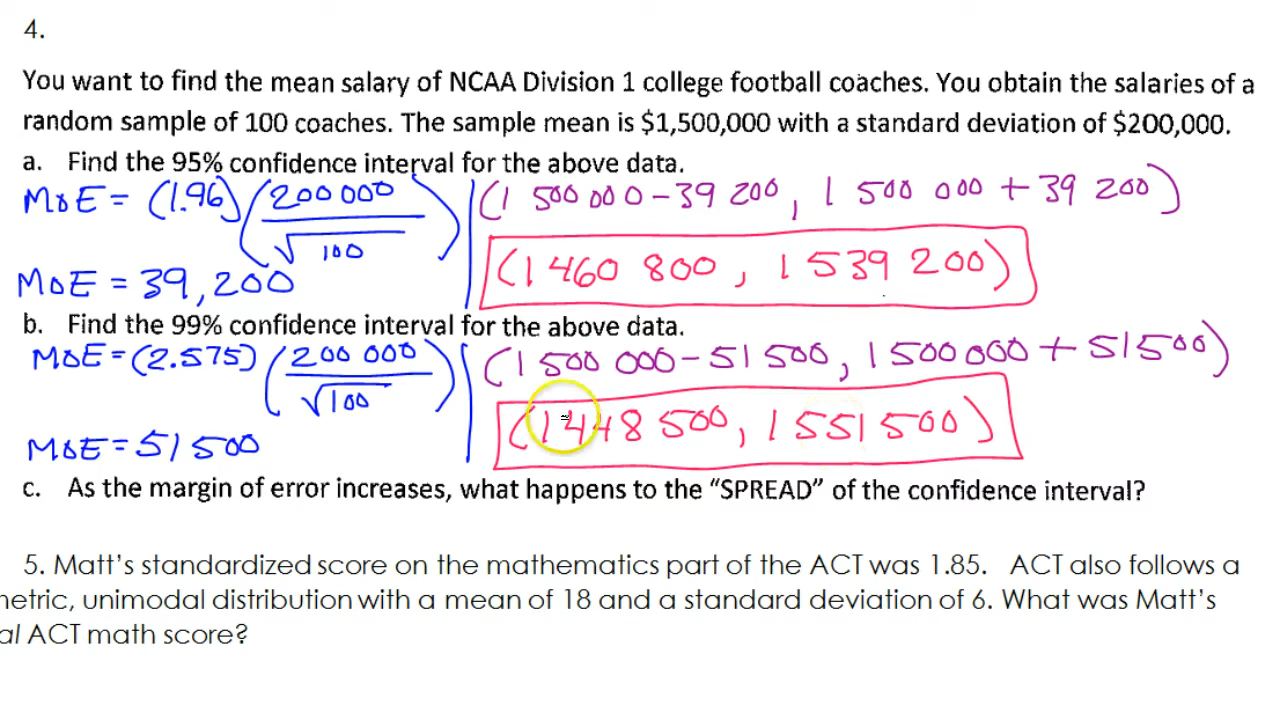 4.
You want to find the mean salary of NCAA Division 1 college football coaches. You obtain the salaries of a
random sample of 100 coaches. The sample mean is $1,500,000 with a standard deviation of $200,000.
a. Find the 95% confidence interval for the above data.
MOE = (1.96) (200 000 / √100)
(1 500 000 - 39 200, 1 500 000 + 39 200)
MOE = 39,200
(1 460 800, 1 539 200)
b. Find the 99% confidence interval for the above data.
MOE = (2.575) (200 000 / √100)
(1 500 000 - 51 500, 1 500 000 + 51 500)
MOE = 51 500
(1 448 500, 1 551 500)
c. As the margin of error increases, what happens to the “SPREAD” of the confidence interval?
5. Matt’s standardized score on the mathematics part of the ACT was 1.85. ACT also follows a
netric, unimodal distribution with a mean of 18 and a standard deviation of 6. What was Matt’s
al ACT math score?